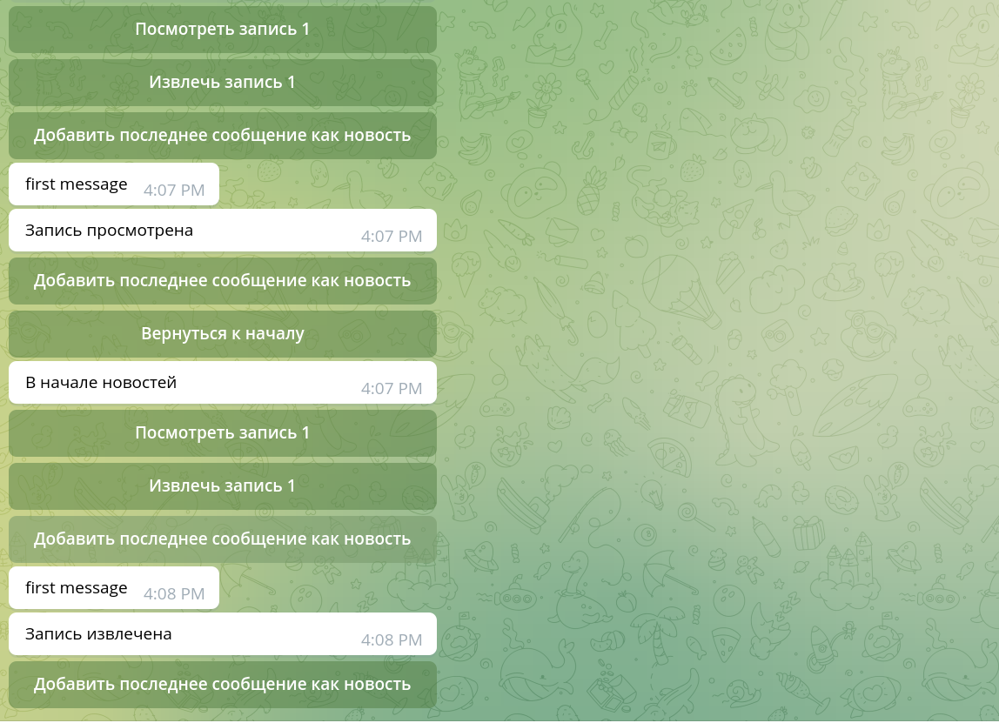 Посмотреть запись 1
Извлечь запись 1
Добавить последнее сообщение как новость
first message 4:07 PM
Запись просмотрена 4:07 PM
Добавить последнее сообщение как новость
Вернуться к началу
В начале новостей 4:07 PM
Посмотреть запись 1
Извлечь запись 1
Добавить последнее сообщение как новость
first message 4:08 PM
Запись извлечена 4:08 PM
Добавить последнее сообщение как новость